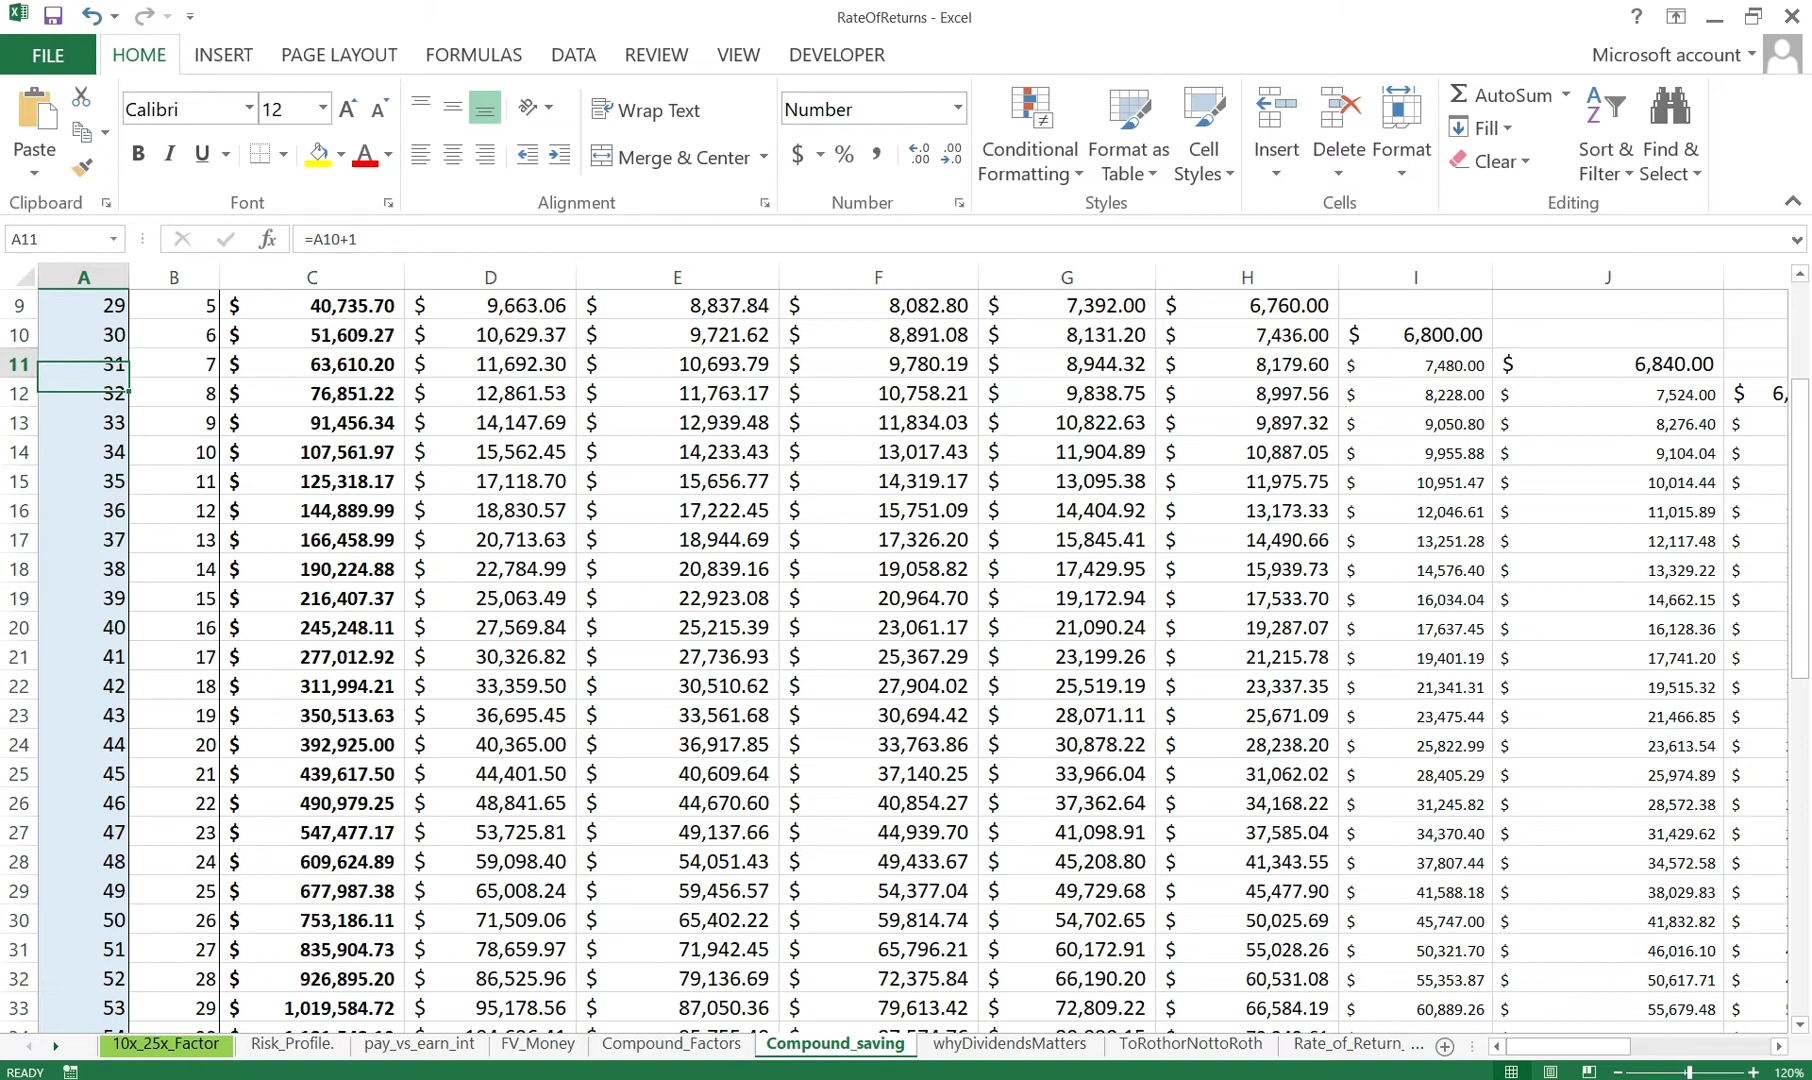 RateOfReturns - Excel
?
FILE HOME INSERT PAGE LAYOUT FORMULAS DATA REVIEW VIEW DEVELOPER Microsoft account
Calibri 12 Wrap Text Number AutoSum
Paste Conditional Format as Cell Insert Delete Format Fill Sort & Find &
B I U A Merge & Center $ % , Formatting Table Styles Clear Filter Select
Clipboard Font Alignment Number Styles Cells Editing
A11 fx =A10+1
A B C D E F G H I J
9 29 5 $ 40,735.70 $ 9,663.06 $ 8,837.84 $ 8,082.80 $ 7,392.00 $ 6,760.00
10 30 6 $ 51,609.27 $ 10,629.37 $ 9,721.62 $ 8,891.08 $ 8,131.20 $ 7,436.00 $ 6,800.00
11 31 7 $ 63,610.20 $ 11,692.30 $ 10,693.79 $ 9,780.19 $ 8,944.32 $ 8,179.60 $ 7,480.00 $ 6,840.00
12 32 8 $ 76,851.22 $ 12,861.53 $ 11,763.17 $ 10,758.21 $ 9,838.75 $ 8,997.56 $ 8,228.00 $ 7,524.00 $ 6,
13 33 9 $ 91,456.34 $ 14,147.69 $ 12,939.48 $ 11,834.03 $ 10,822.63 $ 9,897.32 $ 9,050.80 $ 8,276.40 $
14 34 10 $ 107,561.97 $ 15,562.45 $ 14,233.43 $ 13,017.43 $ 11,904.89 $ 10,887.05 $ 9,955.88 $ 9,104.04 $
15 35 11 $ 125,318.17 $ 17,118.70 $ 15,656.77 $ 14,319.17 $ 13,095.38 $ 11,975.75 $ 10,951.47 $ 10,014.44 $
16 36 12 $ 144,889.99 $ 18,830.57 $ 17,222.45 $ 15,751.09 $ 14,404.92 $ 13,173.33 $ 12,046.61 $ 11,015.89 $
17 37 13 $ 166,458.99 $ 20,713.63 $ 18,944.69 $ 17,326.20 $ 15,845.41 $ 14,490.66 $ 13,251.28 $ 12,117.48 $
18 38 14 $ 190,224.88 $ 22,784.99 $ 20,839.16 $ 19,058.82 $ 17,429.95 $ 15,939.73 $ 14,576.40 $ 13,329.22 $
19 39 15 $ 216,407.37 $ 25,063.49 $ 22,923.08 $ 20,964.70 $ 19,172.94 $ 17,533.70 $ 16,034.04 $ 14,662.15 $
20 40 16 $ 245,248.11 $ 27,569.84 $ 25,215.39 $ 23,061.17 $ 21,090.24 $ 19,287.07 $ 17,637.45 $ 16,128.36 $
21 41 17 $ 277,012.92 $ 30,326.82 $ 27,736.93 $ 25,367.29 $ 23,199.26 $ 21,215.78 $ 19,401.19 $ 17,741.20 $
22 42 18 $ 311,994.21 $ 33,359.50 $ 30,510.62 $ 27,904.02 $ 25,519.19 $ 23,337.35 $ 21,341.31 $ 19,515.32 $
23 43 19 $ 350,513.63 $ 36,695.45 $ 33,561.68 $ 30,694.42 $ 28,071.11 $ 25,671.09 $ 23,475.44 $ 21,466.85 $
24 44 20 $ 392,925.00 $ 40,365.00 $ 36,917.85 $ 33,763.86 $ 30,878.22 $ 28,238.20 $ 25,822.99 $ 23,613.54 $
25 45 21 $ 439,617.50 $ 44,401.50 $ 40,609.64 $ 37,140.25 $ 33,966.04 $ 31,062.02 $ 28,405.29 $ 25,974.89 $
26 46 22 $ 490,979.25 $ 48,841.65 $ 44,670.60 $ 40,854.27 $ 37,362.64 $ 34,168.22 $ 31,245.82 $ 28,572.38 $
27 47 23 $ 547,477.17 $ 53,725.81 $ 49,137.66 $ 44,939.70 $ 41,098.91 $ 37,585.04 $ 34,370.40 $ 31,429.62 $
28 48 24 $ 609,624.89 $ 59,098.40 $ 54,051.43 $ 49,433.67 $ 45,208.80 $ 41,343.55 $ 37,807.44 $ 34,572.58 $
29 49 25 $ 677,987.38 $ 65,008.24 $ 59,456.57 $ 54,377.04 $ 49,729.68 $ 45,477.90 $ 41,588.18 $ 38,029.83 $
30 50 26 $ 753,186.11 $ 71,509.06 $ 65,402.22 $ 59,814.74 $ 54,702.65 $ 50,025.69 $ 45,747.00 $ 41,832.82 $
31 51 27 $ 835,904.73 $ 78,659.97 $ 71,942.45 $ 65,796.21 $ 60,172.91 $ 55,028.26 $ 50,321.70 $ 46,016.10 $
32 52 28 $ 926,895.20 $ 86,525.96 $ 79,136.69 $ 72,375.84 $ 66,190.20 $ 60,531.08 $ 55,353.87 $ 50,617.71 $
33 53 29 $ 1,019,584.72 $ 95,178.56 $ 87,050.36 $ 79,613.42 $ 72,809.22 $ 66,584.19 $ 60,889.26 $ 55,679.48 $
10x_25x_Factor Risk_Profile. pay_vs_earn_int FV_Money Compound_Factors Compound_saving whyDividendsMatters ToRothorNottoRoth Rate_of_Return_ ...
READY 120%